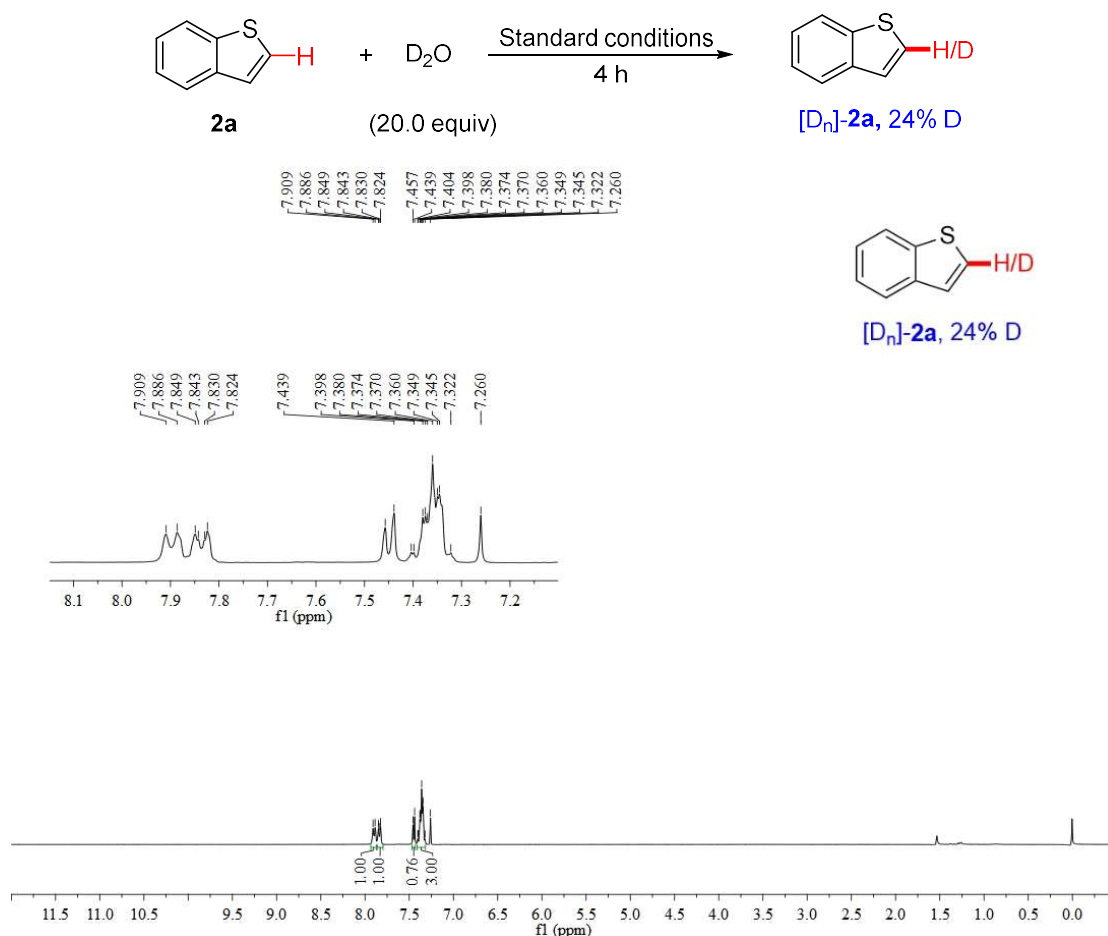 S
H
+ D₂O
Standard conditions
4 h
S
H/D
2a
(20.0 equiv)
[Dₙ]-2a, 24% D
7.909
7.886
7.849
7.843
7.830
7.824
7.457
7.439
7.404
7.398
7.380
7.374
7.370
7.360
7.349
7.345
7.322
7.260
S
H/D
[Dₙ]-2a, 24% D
7.909
7.886
7.849
7.843
7.830
7.824
7.439
7.398
7.380
7.374
7.370
7.360
7.349
7.345
7.322
7.260
8.1 8.0 7.9 7.8 7.7 7.6 7.5 7.4 7.3 7.2
f1 (ppm)
1.00
1.00
0.76
3.00
11.5 11.0 10.5 9.5 9.0 8.5 8.0 7.5 7.0 6.5 6.0 5.5 5.0 4.5 4.0 3.5 3.0 2.5 2.0 1.5 1.0 0.5 0.0
f1 (ppm)